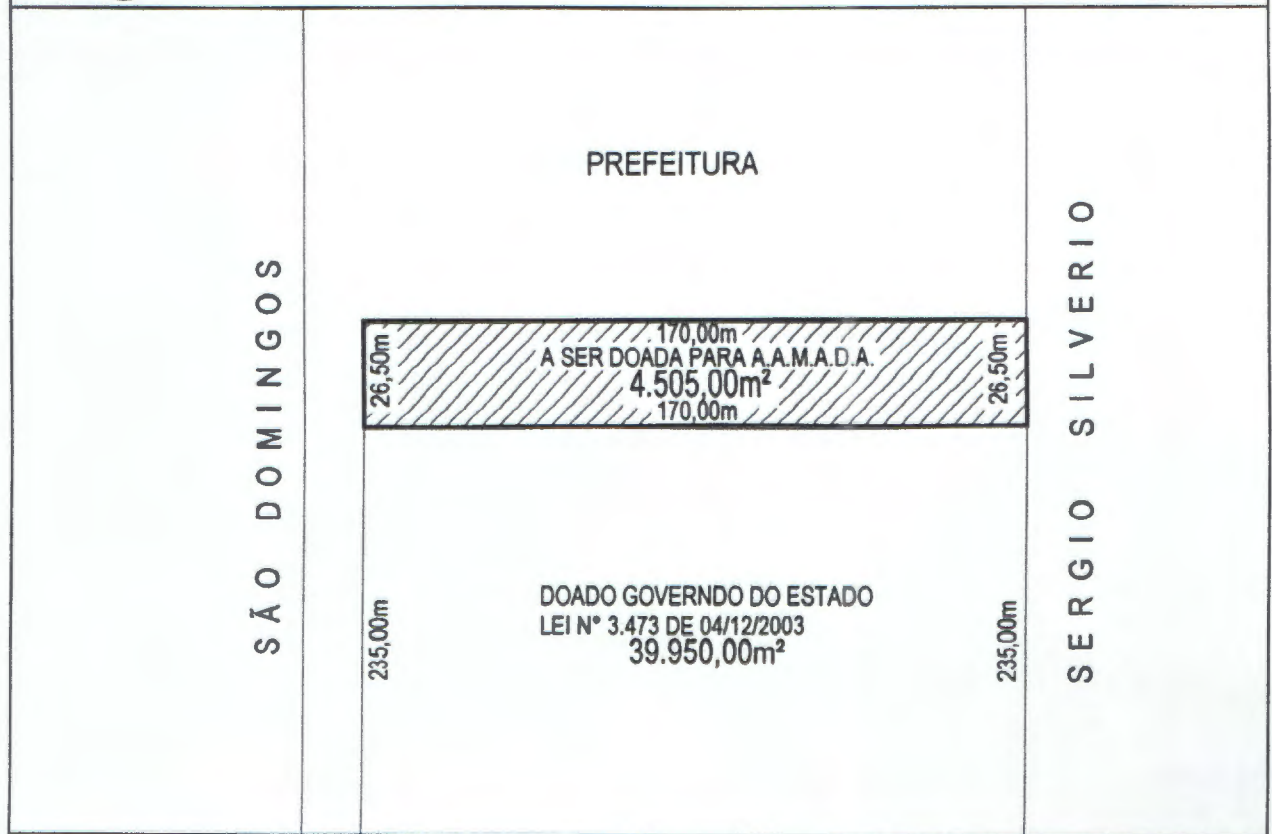 PREFEITURA
SÃO DOMINGOS
SERGIO SILVERIO
170,00m
26,50m
A SER DOADA PARA A.A.M.A.D.A.
26,50m
4.505,00m²
170,00m
DOADO GOVERNDO DO ESTADO
LEI N° 3.473 DE 04/12/2003
39.950,00m²
235,00m
235,00m